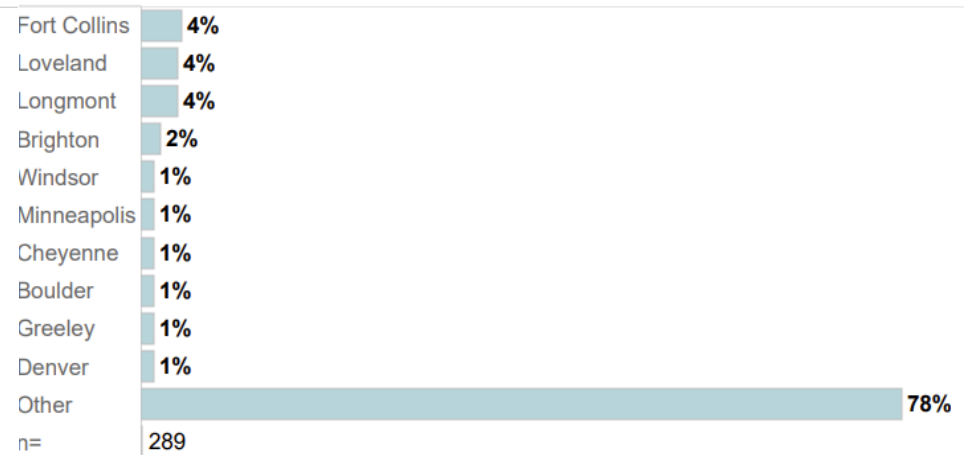 Fort Collins 4%
Loveland 4%
Longmont 4%
Brighton 2%
Windsor 1%
Minneapolis 1%
Cheyenne 1%
Boulder 1%
Greeley 1%
Denver 1%
Other 78%
n= 289